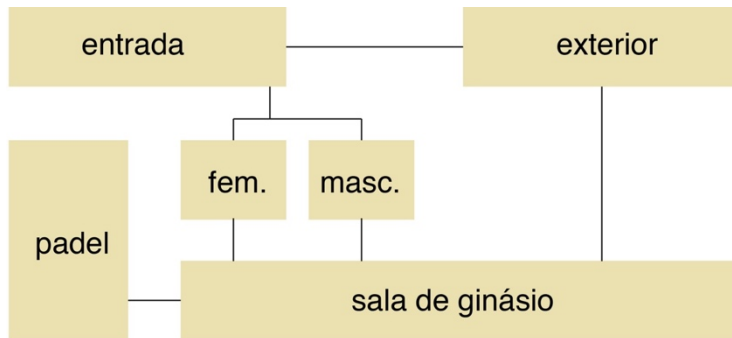 entrada
exterior
fem.
masc.
padel
sala de ginásio